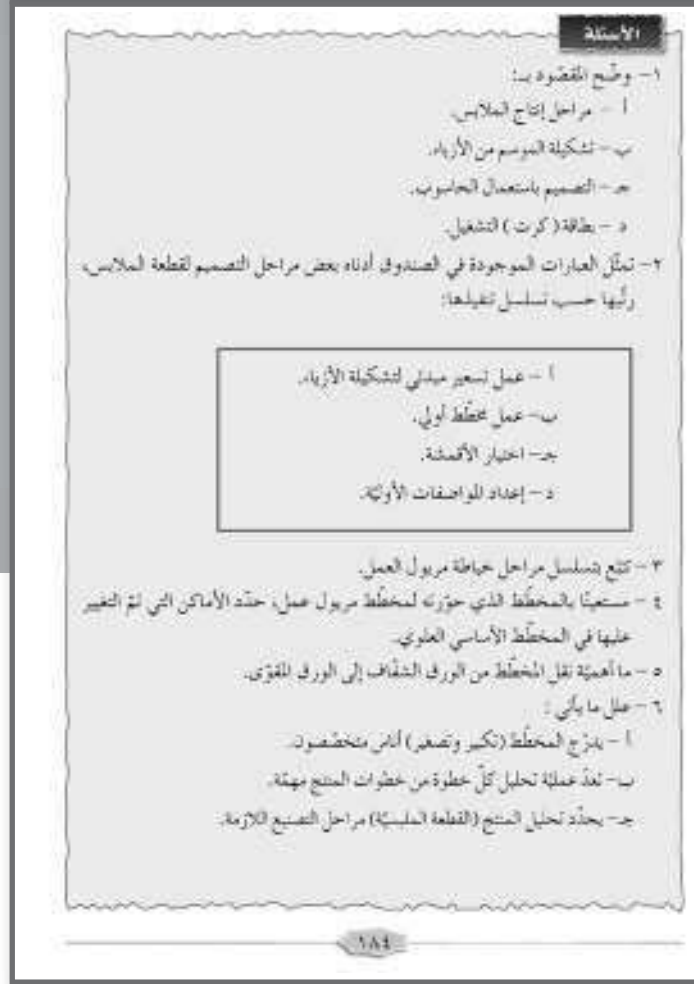 الأسئلة
١- وضّح المقصود بـ:
أ - مراحل إنتاج الملابس.
ب - تشكيلة الموسم من الأزياء.
جـ - التصميم باستعمال الحاسوب.
د - بطاقة ( كرت ) التشغيل.
٢- تمثّل العبارات الموجودة في الصندوق أدناه بعض مراحل التصميم لقطعة الملابس،
رتّبها حسب تسلسل تنفيذها:
أ - عمل تسعير مبدئي لتشكيلة الأزياء.
ب- عمل مخطّط أولي.
جـ- اختيار الأقمشة.
د - إعداد المواصفات الأوليّة.
٣- تتبّع بتسلسل مراحل خياطة مريول العمل.
٤- مستعينًا بالمخطّط الذي حوّرته لمخطّط مريول عمل، حدّد الأماكن التي تمّ التغيير
عليها في المخطّط الأساسي العلوي.
٥- ما أهميّة نقل المخطّط من الورق الشفّاف إلى الورق المقوّى.
٦- علل ما يأتي :
أ - يدرّج المخطّط (تكبير وتصغير) أناس متخصّصون.
ب- تعدّ عمليّة تحليل كلّ خطوة من خطوات المنتج مهمّة.
جـ- يحدّد تحليل المنتج (القطعة الملبسيّة) مراحل التصنيع اللازمة.
١٨٤